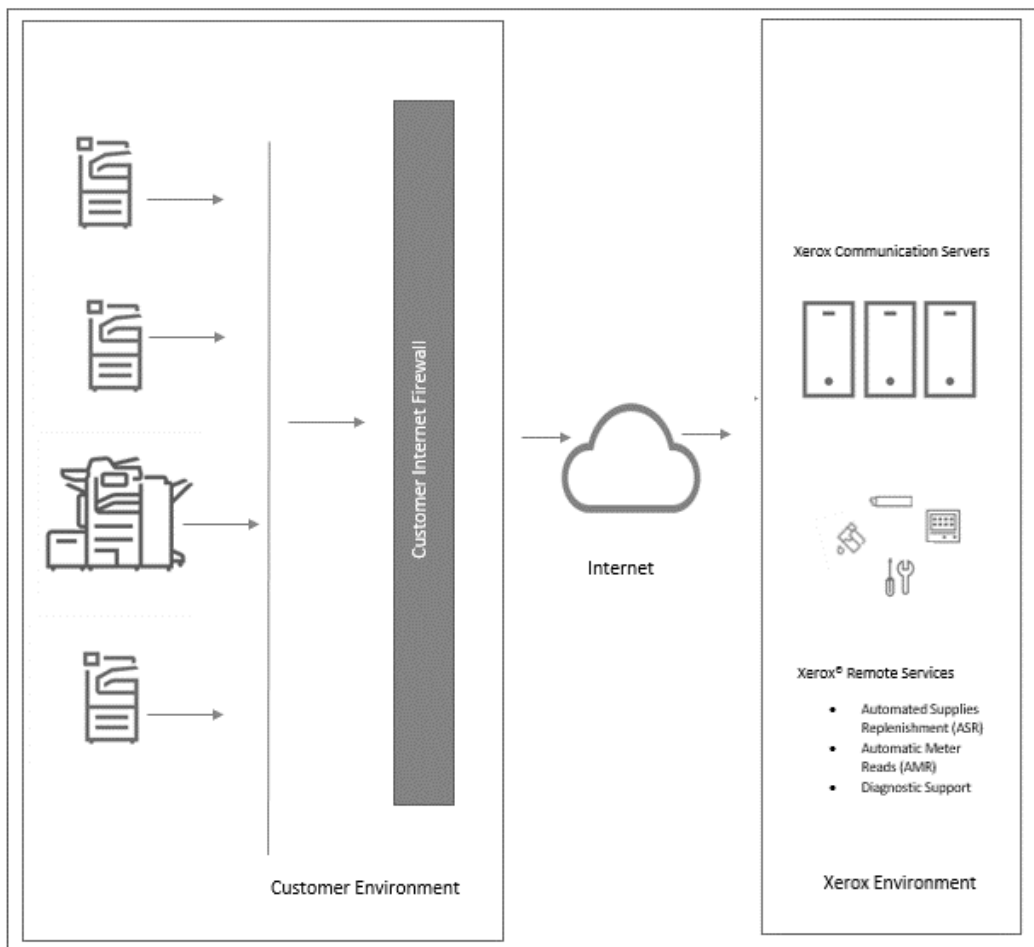 Customer Internet Firewall
Customer Environment
Internet
Xerox Communication Servers
Xerox® Remote Services
• Automated Supplies
Replenishment (ASR)
• Automatic Meter
Reads (AMR)
• Diagnostic Support
Xerox Environment